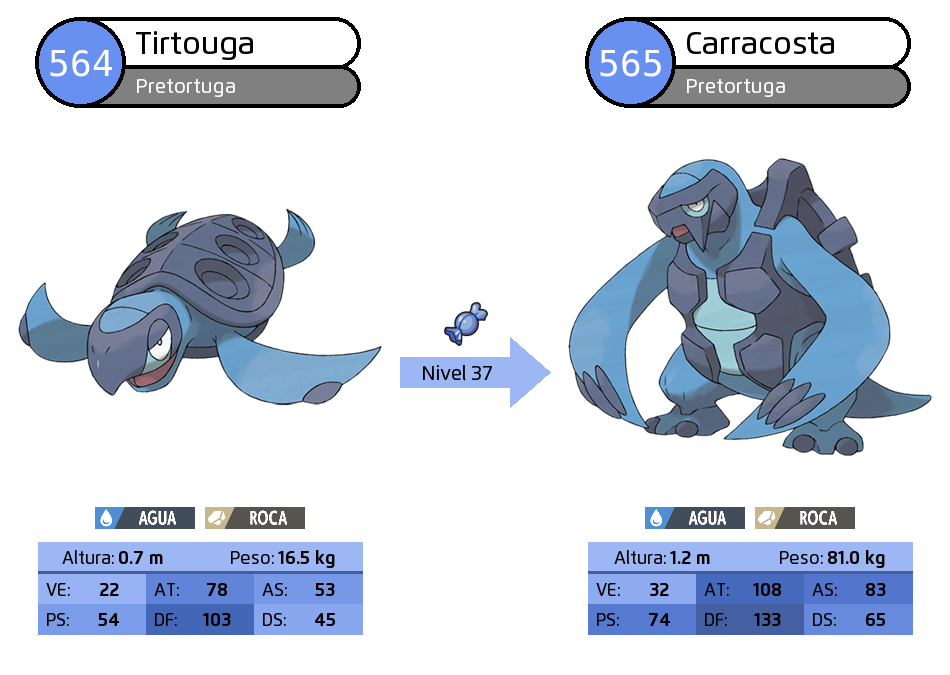 564
Tirtouga
Pretortuga
565
Carracosta
Pretortuga
Nivel 37
AGUA ROCA
Altura: 0.7 m Peso: 16.5 kg
VE: 22 AT: 78 AS: 53
PS: 54 DF: 103 DS: 45
AGUA ROCA
Altura: 1.2 m Peso: 81.0 kg
VE: 32 AT: 108 AS: 83
PS: 74 DF: 133 DS: 65